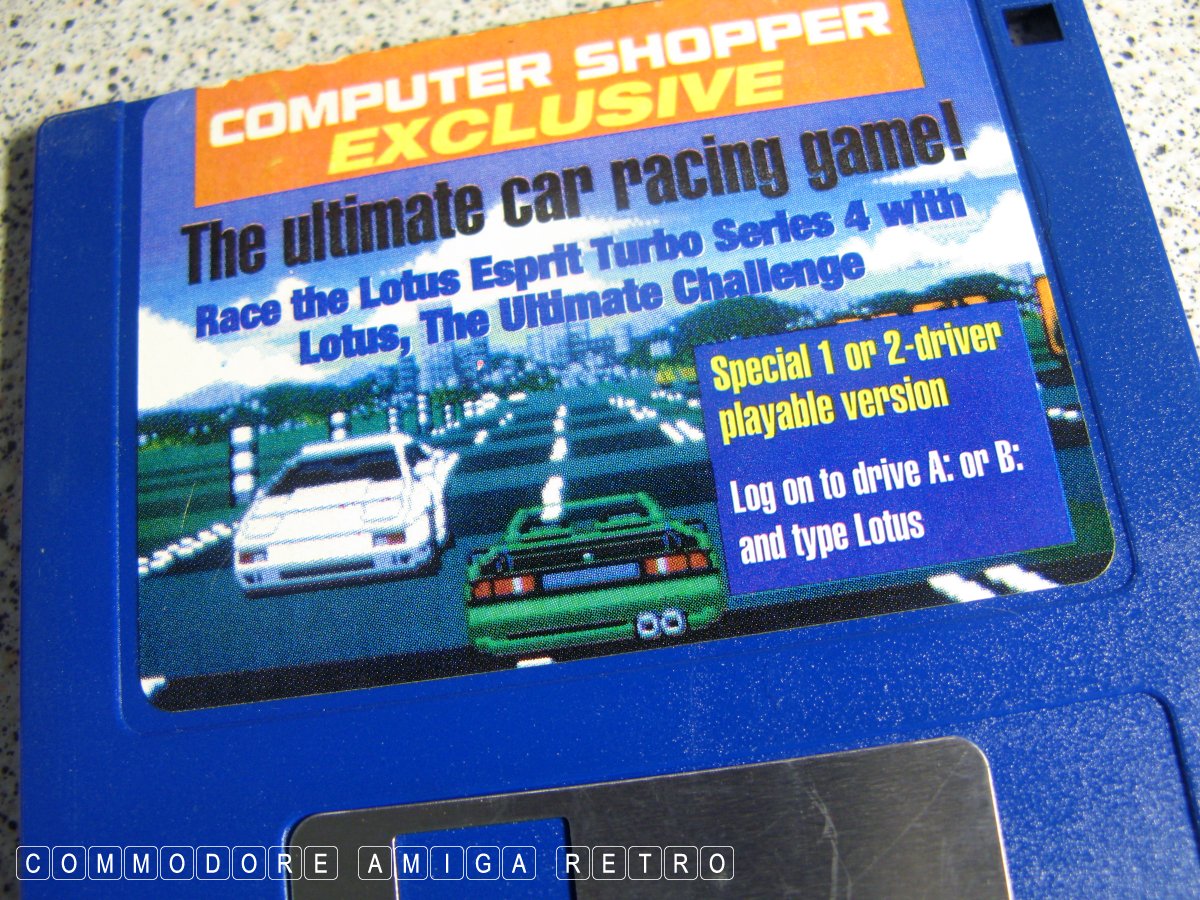 COMPUTER SHOPPER
EXCLUSIVE
The ultimate car racing game!
Race the Lotus Esprit Turbo Series 4 with
Lotus, The Ultimate Challenge
Special 1 or 2-driver
playable version
Log on to drive A: or B:
and type Lotus
COMMODORE AMIGA RETRO